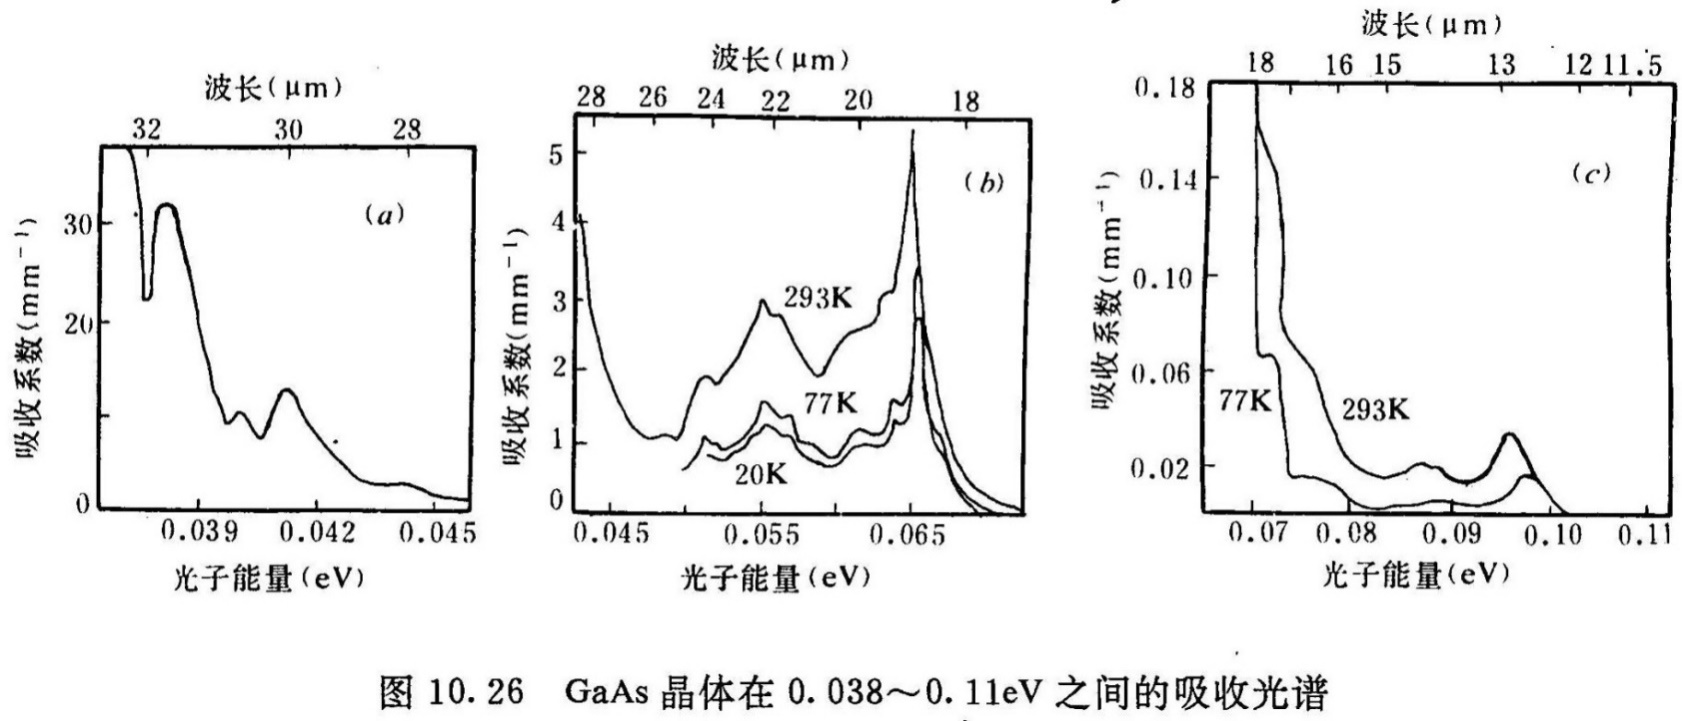 波长(μm)
32 30 28
(a)
吸收系数(mm⁻¹)
30
20
0
0.039 0.042 0.045
光子能量(eV)
波长(μm)
28 26 24 22 20 18
(b)
吸收系数(mm⁻¹)
5
4
3
2
1
0
293K
77K
20K
0.045 0.055 0.065
光子能量(eV)
波长(μm)
18 16 15 13 12 11.5
(c)
吸收系数(mm⁻¹)
0.18
0.14
0.10
0.06
0.02
77K
293K
0.07 0.08 0.09 0.10 0.11
光子能量(eV)
图 10.26 GaAs 晶体在 0.038～0.11eV 之间的吸收光谱